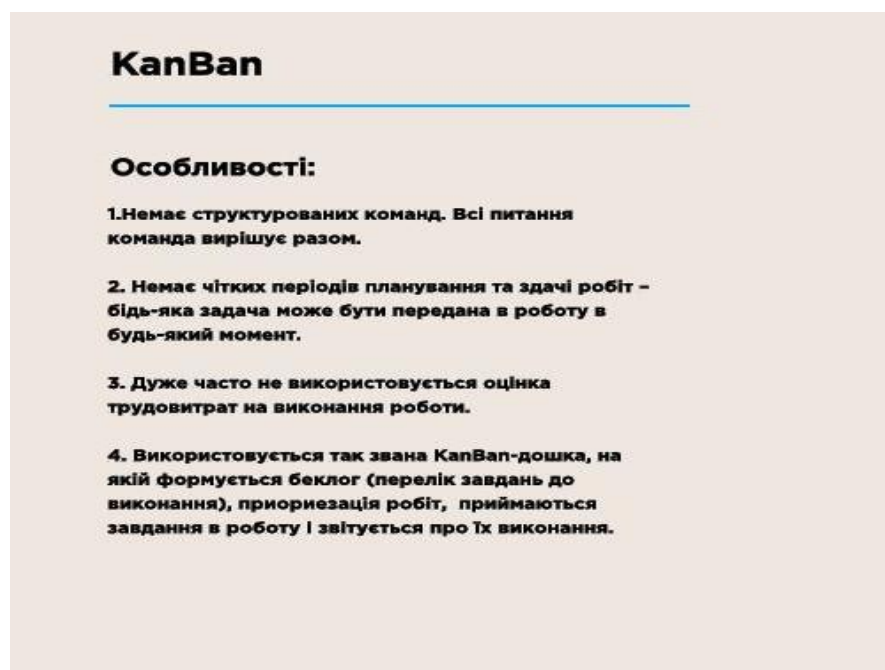 KanBan
Особливості:
1.Немає структурованих команд. Всі питання
команда вирішує разом.
2. Немає чітких періодів планування та здачі робіт –
бідь-яка задача може бути передана в роботу в
будь-який момент.
3. Дуже часто не використовується оцінка
трудовитрат на виконання роботи.
4. Використовується так звана KanBan-дошка, на
якій формується беклог (перелік завдань до
виконання), приориезація робіт, приймаються
завдання в роботу і звітується про їх виконання.